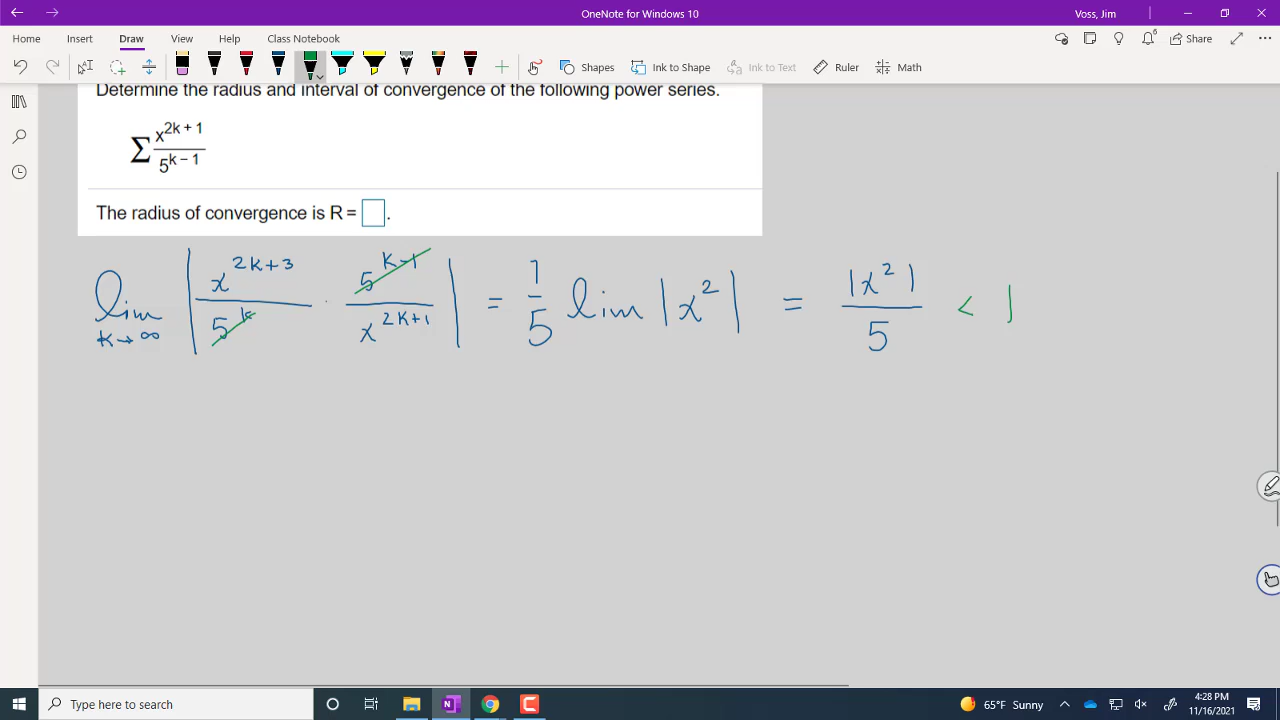 OneNote for Windows 10
Voss, Jim
Home Insert Draw View Help Class Notebook
Share
Shapes Ink to Shape Ink to Text Ruler Math
Determine the radius and interval of convergence of the following power series.
∑ x^{2k + 1} / 5^{k − 1}
The radius of convergence is R = .
lim_{k→∞} | x^{2k+3} / 5^k · 5^{k-1} / x^{2k+1} | = 1/5 lim |x^2| = |x^2| / 5 < 1
Type here to search
65°F Sunny
4:28 PM
11/16/2021